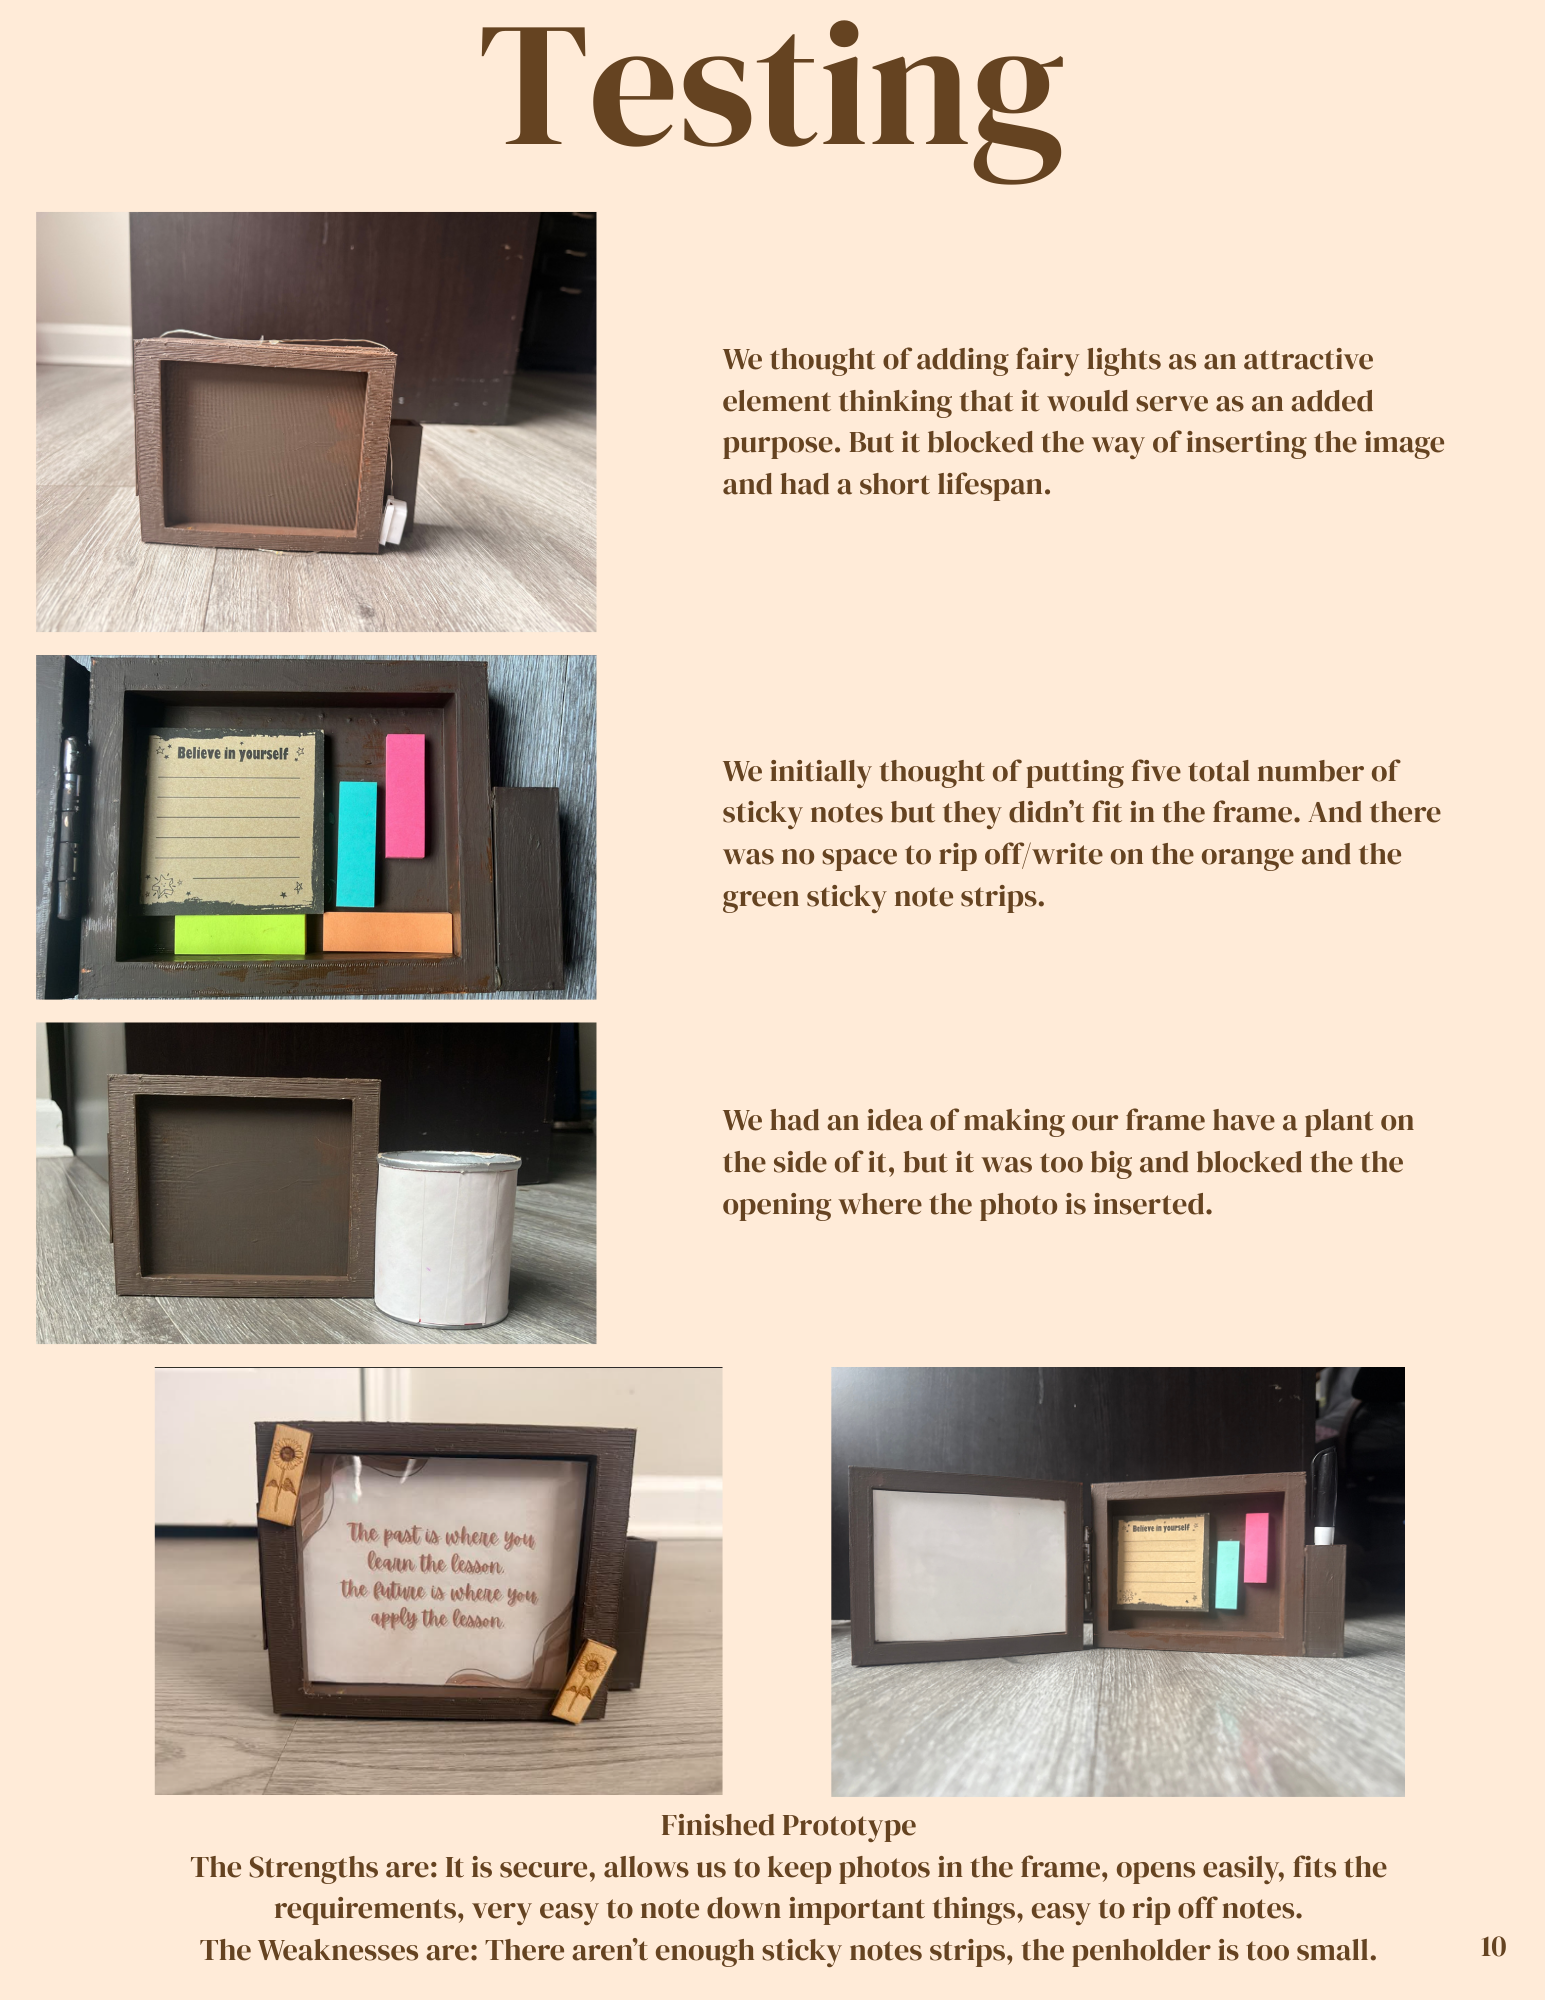 Testing
We thought of adding fairy lights as an attractive
element thinking that it would serve as an added
purpose. But it blocked the way of inserting the image
and had a short lifespan.
Believe in yourself
We initially thought of putting five total number of
sticky notes but they didn’t fit in the frame. And there
was no space to rip off/write on the orange and the
green sticky note strips.
We had an idea of making our frame have a plant on
the side of it, but it was too big and blocked the the
opening where the photo is inserted.
The past is where you
learn the lesson.
the future is where you
apply the lesson.
Believe in yourself
Finished Prototype
The Strengths are: It is secure, allows us to keep photos in the frame, opens easily, fits the
requirements, very easy to note down important things, easy to rip off notes.
The Weaknesses are: There aren’t enough sticky notes strips, the penholder is too small.
10